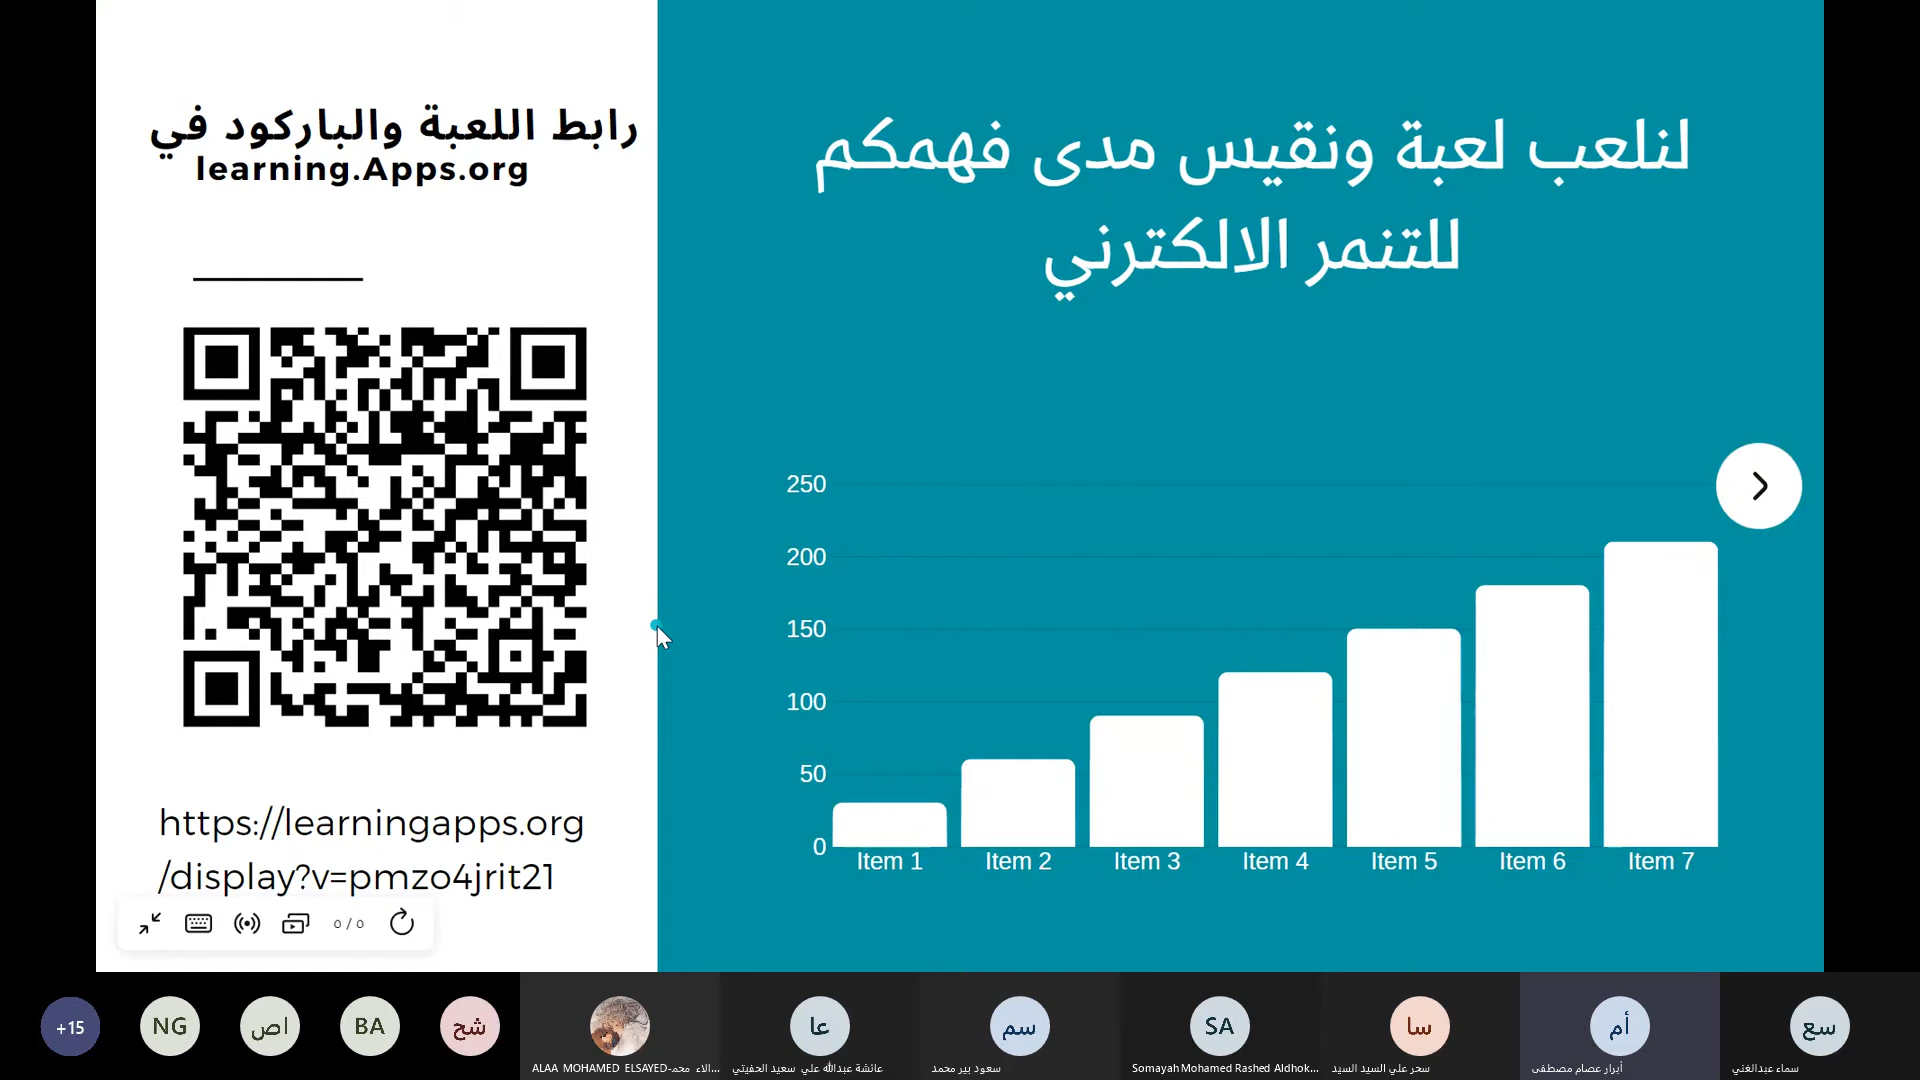 رابط اللعبة والباركود في
learning.Apps.org
https://learningapps.org
/display?v=pmzo4jrit21
0 / 0
لنلعب لعبة ونقيس مدى فهمكم
للتنمر الالكترني
250
200
150
100
50
0
Item 1 Item 2 Item 3 Item 4 Item 5 Item 6 Item 7
+15 NG اص BA شح عا سم SA سا أم سع
ALAA MOHAMED ELSAYED-الاء محمـ...
عائشة عبدالله علي سعيد الحفيتي
سعود بير محمد
Somayah Mohamed Rashed Aldhok...
سحر علي السيد السيد
أبرار عصام مصطفى
سماء عبدالغني